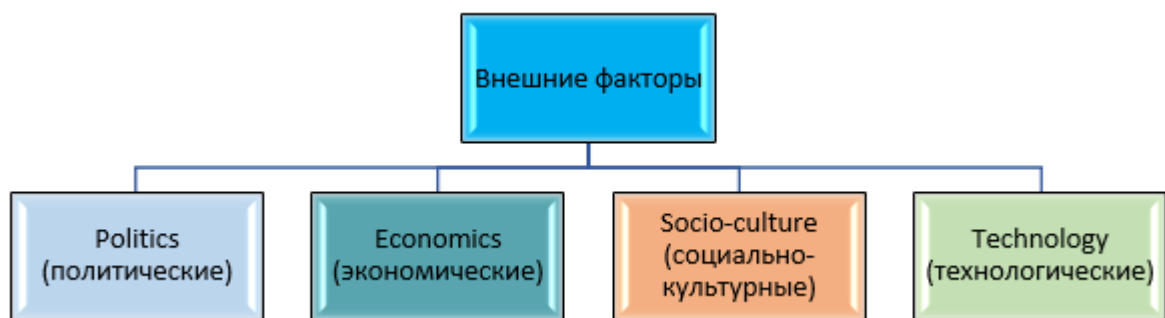 Внешние факторы
Politics
(политические)
Economics
(экономические)
Socio-culture
(социально-
культурные)
Technology
(технологические)